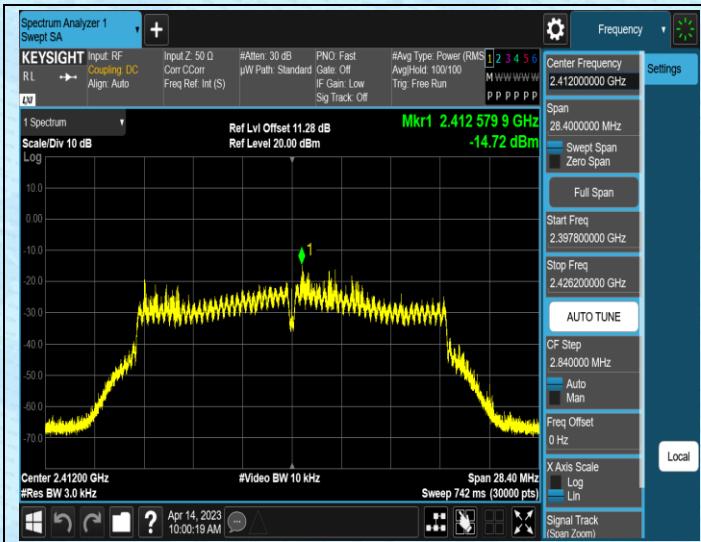 Spectrum Analyzer 1
Swept SA
+
Frequency
KEYSIGHT
R L
LXI
Input: RF
Coupling: DC
Align: Auto
Input Z: 50 Ω
Corr CCorr
Freq Ref: Int (S)
#Atten: 30 dB
µW Path: Standard
PNO: Fast
Gate: Off
IF Gain: Low
Sig Track: Off
#Avg Type: Power (RMS
Avg|Hold: 100/100
Trig: Free Run
1 2 3 4 5 6
M W W W W W
P P P P P P
1 Spectrum
Scale/Div 10 dB
Log
Ref Lvl Offset 11.28 dB
Ref Level 20.00 dBm
Mkr1 2.412 579 9 GHz
-14.72 dBm
10.0
0.00
-10.0
-20.0
-30.0
-40.0
-50.0
-60.0
-70.0
1
Center 2.41200 GHz
#Res BW 3.0 kHz
#Video BW 10 kHz
Span 28.40 MHz
Sweep 742 ms (30000 pts)
?
Apr 14, 2023
10:00:19 AM
Center Frequency
2.412000000 GHz
Settings
Span
28.4000000 MHz
Swept Span
Zero Span
Full Span
Start Freq
2.397800000 GHz
Stop Freq
2.426200000 GHz
AUTO TUNE
CF Step
2.840000 MHz
Auto
Man
Freq Offset
0 Hz
X Axis Scale
Log
Lin
Signal Track
(Span Zoom)
Local